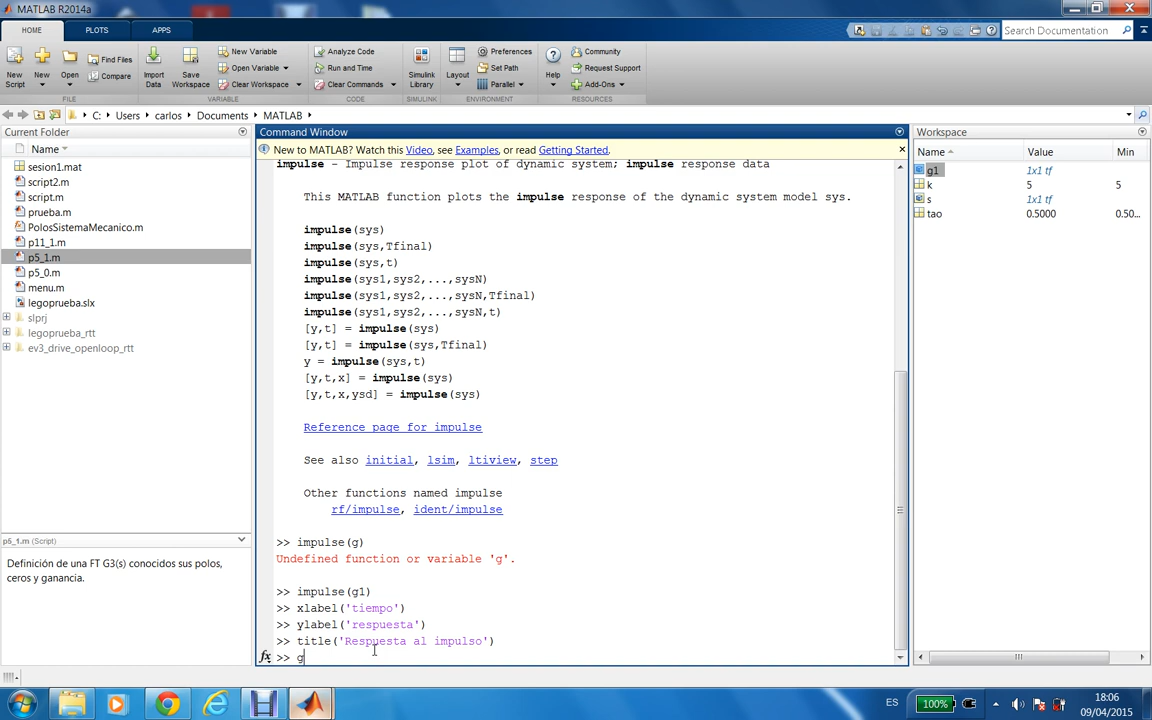 MATLAB R2014a
HOME PLOTS APPS
Search Documentation
New Script
New
Open
Find Files
Compare
FILE
Import Data
Save Workspace
New Variable
Open Variable
Clear Workspace
VARIABLE
Analyze Code
Run and Time
Clear Commands
CODE
Simulink Library
SIMULINK
Layout
Preferences
Set Path
Parallel
ENVIRONMENT
Help
Community
Request Support
Add-Ons
RESOURCES
C: Users carlos Documents MATLAB
Current Folder
Name
sesion1.mat
script2.m
script.m
prueba.m
PolosSistemaMecanico.m
p11_1.m
p5_1.m
p5_0.m
menu.m
legoprueba.slx
slprj
legoprueba_rtt
ev3_drive_openloop_rtt
p5_1.m (Script)
Definición de una FT G3(s) conocidos sus polos,
ceros y ganancia.
Command Window
New to MATLAB? Watch this Video, see Examples, or read Getting Started.
impulse - Impulse response plot of dynamic system; impulse response data
This MATLAB function plots the impulse response of the dynamic system model sys.
impulse(sys)
impulse(sys,Tfinal)
impulse(sys,t)
impulse(sys1,sys2,...,sysN)
impulse(sys1,sys2,...,sysN,Tfinal)
impulse(sys1,sys2,...,sysN,t)
[y,t] = impulse(sys)
[y,t] = impulse(sys,Tfinal)
y = impulse(sys,t)
[y,t,x] = impulse(sys)
[y,t,x,ysd] = impulse(sys)
Reference page for impulse
See also initial, lsim, ltiview, step
Other functions named impulse
rf/impulse, ident/impulse
>> impulse(g)
Undefined function or variable 'g'.
>> impulse(g1)
>> xlabel('tiempo')
>> ylabel('respuesta')
>> title('Respuesta al impulso')
fx >> g
Workspace
Name Value Min
g1 1x1 tf
k 5 5
s 1x1 tf
tao 0.5000 0.50...
ES
100%
18:06
09/04/2015